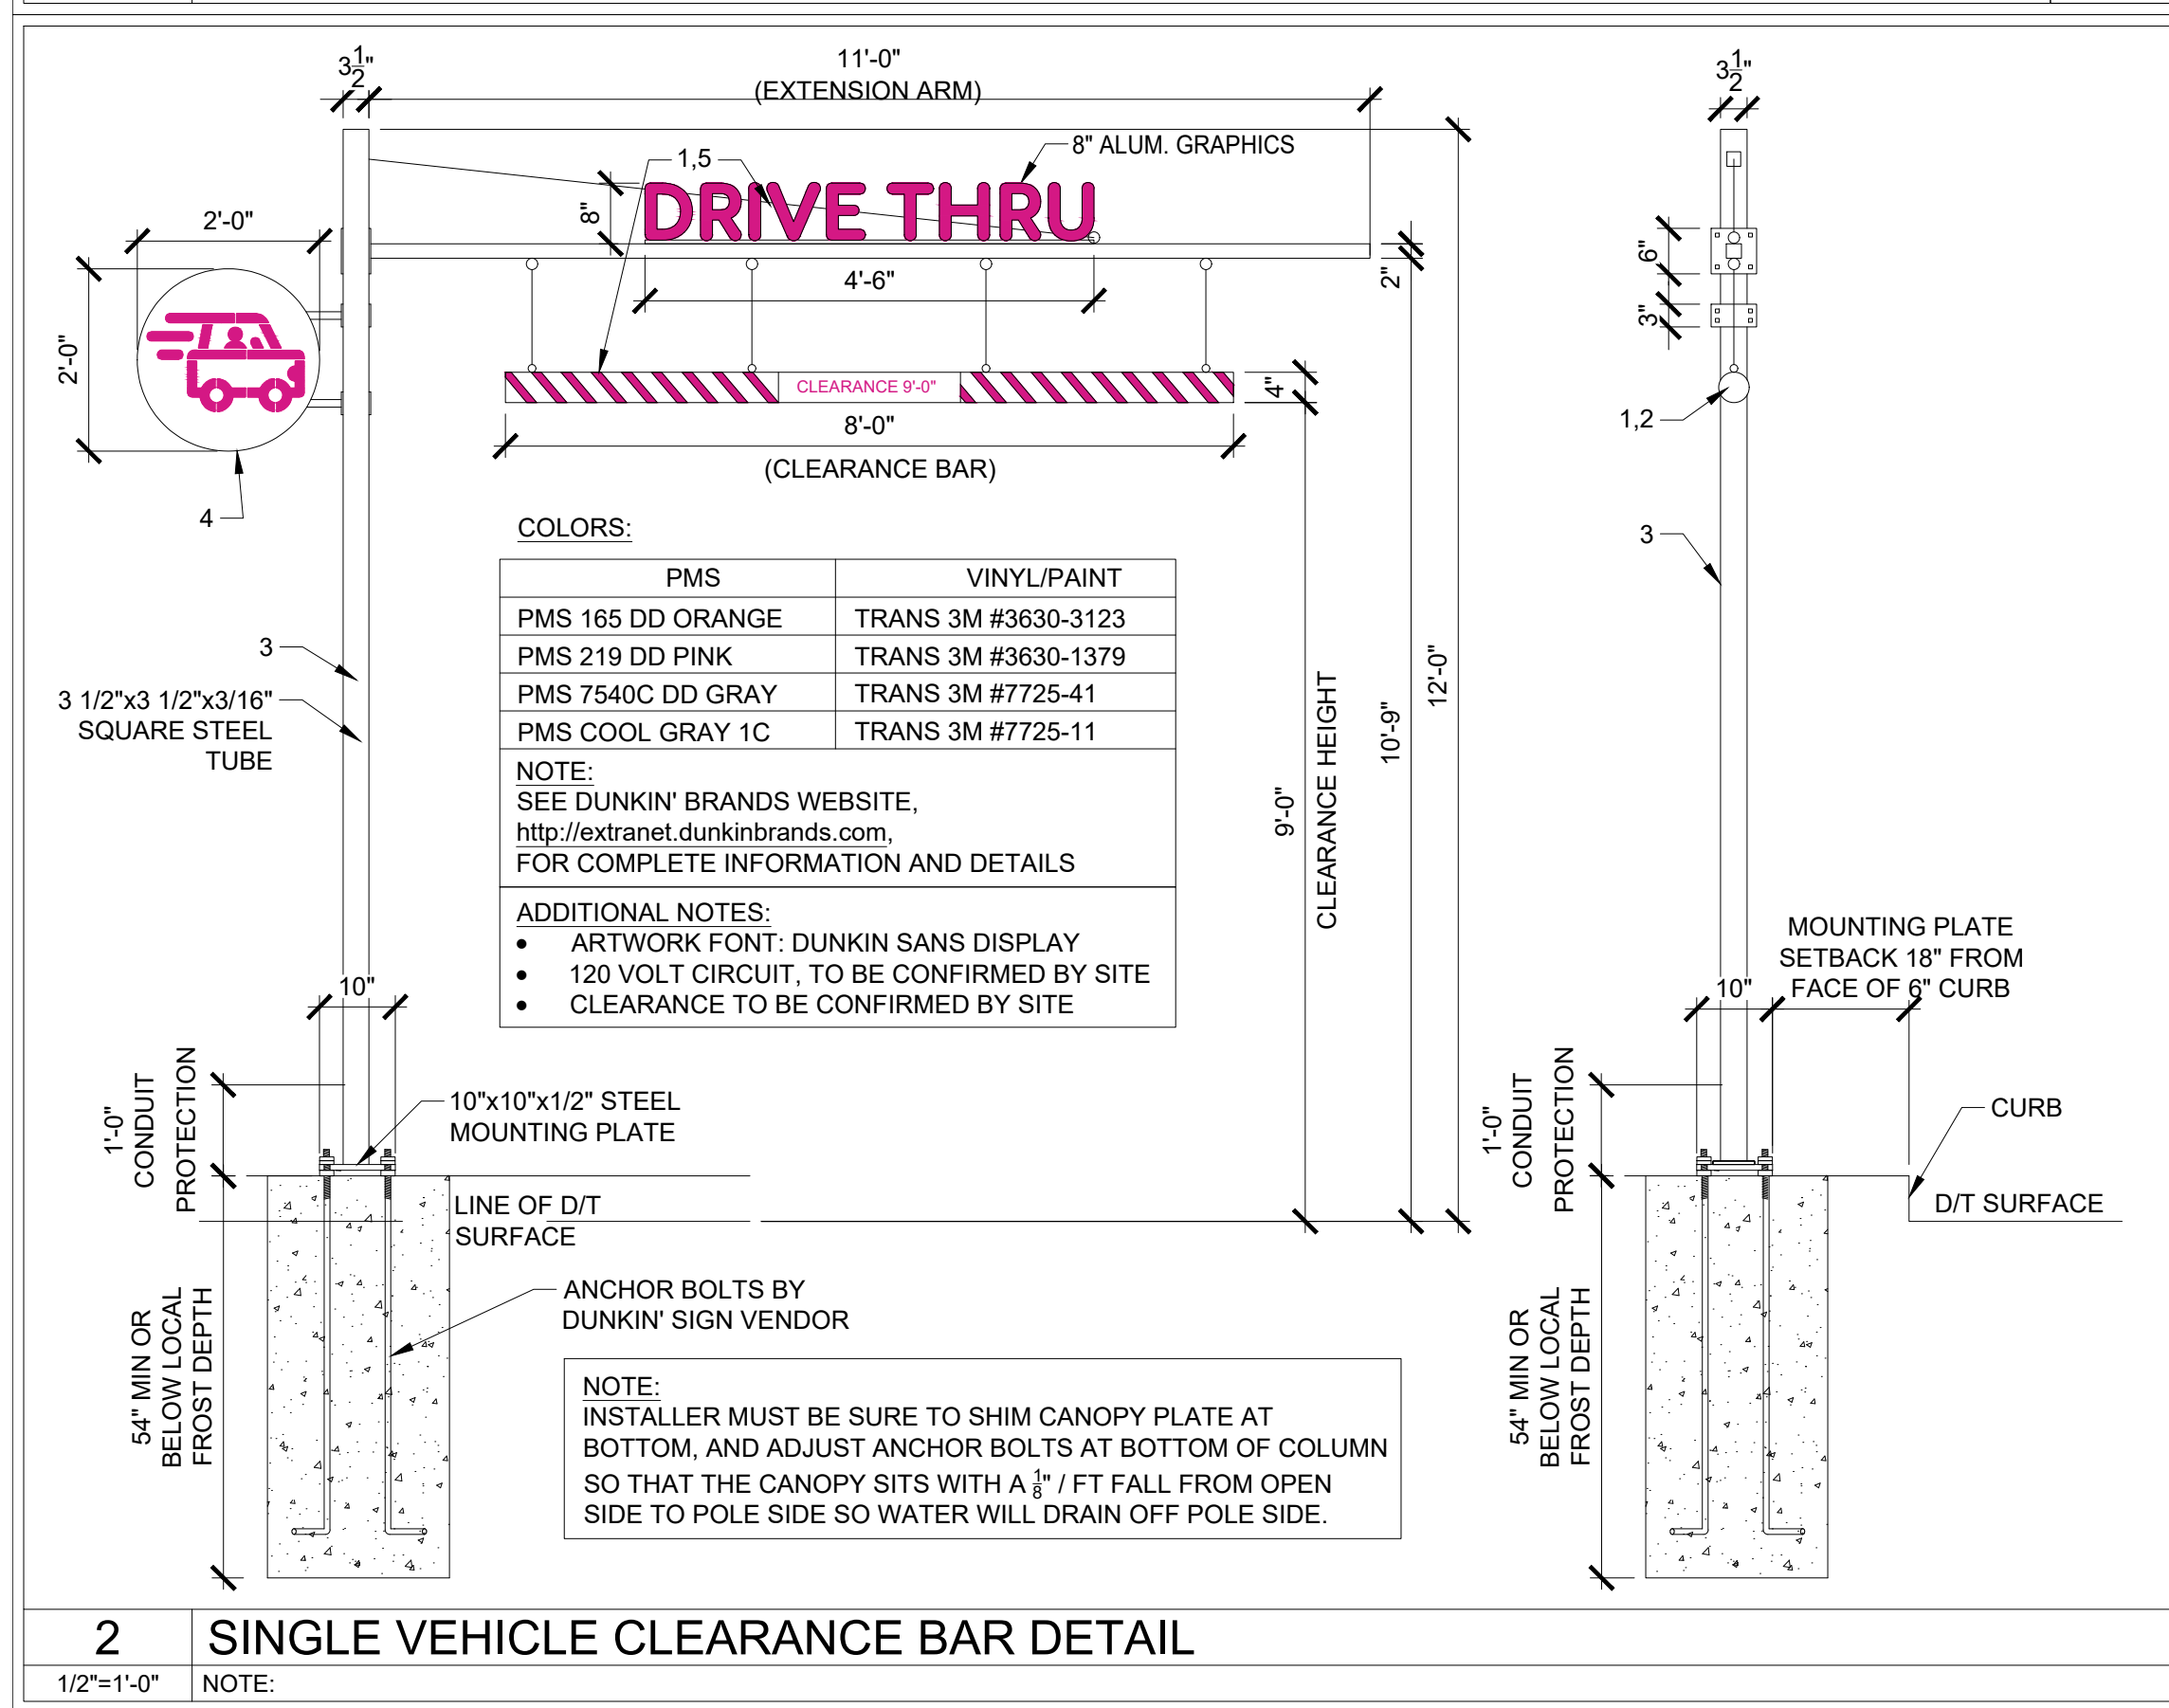 3 1/2"
11'-0"
(EXTENSION ARM)
3 1/2"
1,5
8" ALUM. GRAPHICS
DRIVE THRU
8"
2'-0"
2'-0"
4'-6"
2"
6"
3"
CLEARANCE 9'-0"
4"
8'-0"
(CLEARANCE BAR)
1,2
4
3
COLORS:
PMS VINYL/PAINT
PMS 165 DD ORANGE TRANS 3M #3630-3123
PMS 219 DD PINK TRANS 3M #3630-1379
PMS 7540C DD GRAY TRANS 3M #7725-41
PMS COOL GRAY 1C TRANS 3M #7725-11
NOTE:
SEE DUNKIN' BRANDS WEBSITE,
http://extranet.dunkinbrands.com,
FOR COMPLETE INFORMATION AND DETAILS
ADDITIONAL NOTES:
• ARTWORK FONT: DUNKIN SANS DISPLAY
• 120 VOLT CIRCUIT, TO BE CONFIRMED BY SITE
• CLEARANCE TO BE CONFIRMED BY SITE
3
3 1/2"x3 1/2"x3/16"
SQUARE STEEL
TUBE
9'-0"
CLEARANCE HEIGHT
10'-9"
12'-0"
MOUNTING PLATE
SETBACK 18" FROM
FACE OF 6" CURB
10"
10"
1'-0"
CONDUIT
PROTECTION
10"x10"x1/2" STEEL
MOUNTING PLATE
1'-0"
CONDUIT
PROTECTION
CURB
LINE OF D/T
SURFACE
D/T SURFACE
ANCHOR BOLTS BY
DUNKIN' SIGN VENDOR
54" MIN OR
BELOW LOCAL
FROST DEPTH
54" MIN OR
BELOW LOCAL
FROST DEPTH
NOTE:
INSTALLER MUST BE SURE TO SHIM CANOPY PLATE AT
BOTTOM, AND ADJUST ANCHOR BOLTS AT BOTTOM OF COLUMN
SO THAT THE CANOPY SITS WITH A 1/8" / FT FALL FROM OPEN
SIDE TO POLE SIDE SO WATER WILL DRAIN OFF POLE SIDE.
2 SINGLE VEHICLE CLEARANCE BAR DETAIL
1/2"=1'-0" NOTE: